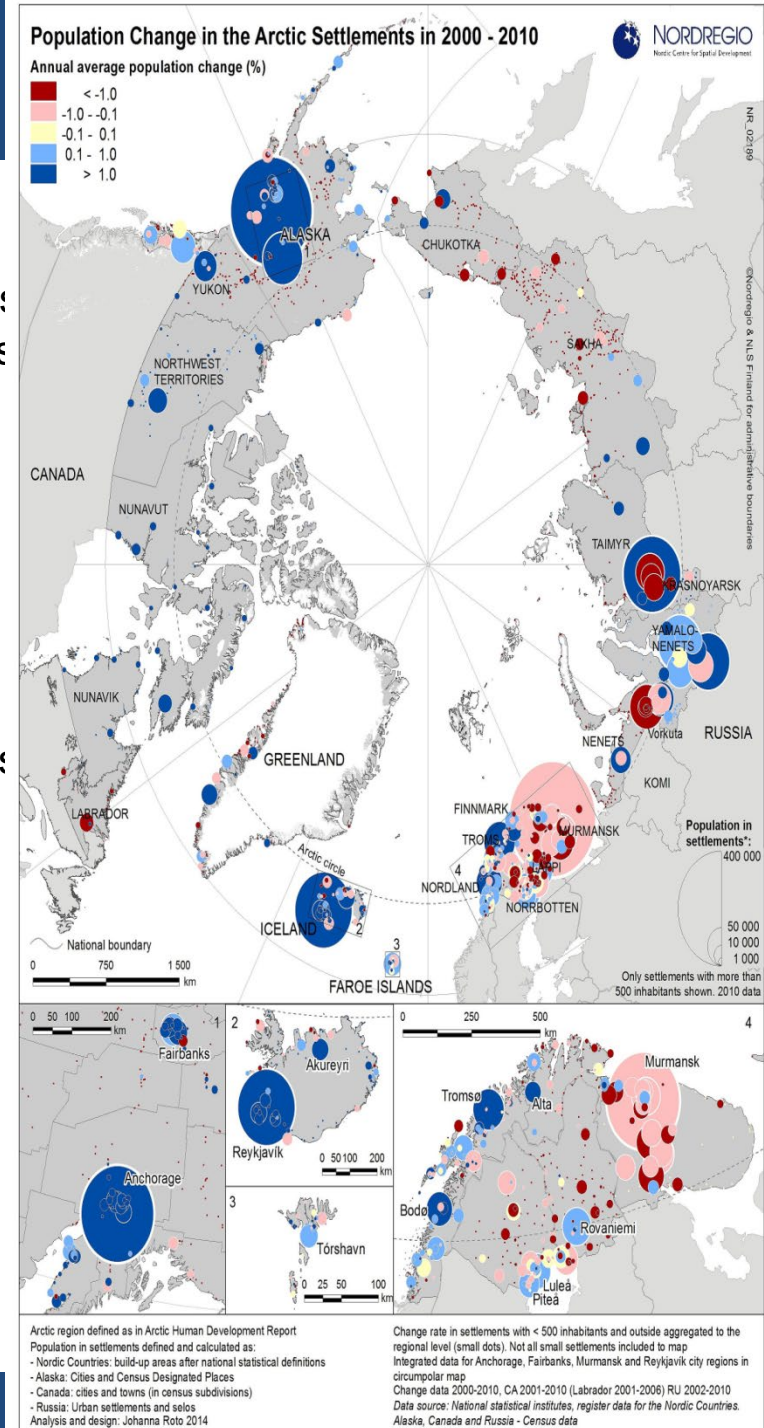 Population Change in the Arctic Settlements in 2000 - 2010
Annual average population change (%)
< -1.0
-1.0 - -0.1
-0.1 - 0.1
0.1 - 1.0
> 1.0
NORDREGIO
Nordic Centre for Spatial Development
NR_02189
©Nordregio & NLS Finland for administrative boundaries
ALASKA
CHUKOTKA
YUKON
SAKHA
NORTHWEST
TERRITORIES
CANADA
NUNAVUT
TAIMYR
KRASNOYARSK
YAMALO-
NENETS
NUNAVIK
RUSSIA
Vorkuta
NENETS
KOMI
GREENLAND
LABRADOR
FINNMARK
TROMS
MURMANSK
LAPPI
4
NORDLAND
NORRBOTTEN
Arctic circle
ICELAND
2
3
FAROE ISLANDS
Population in
settlements*:
400 000
50 000
10 000
1 000
Only settlements with more than
500 inhabitants shown. 2010 data
National boundary
0 750 1 500
km
s
s
s
0 50 100 200
km
1
Fairbanks
Anchorage
2
Akureyri
Reykjavík
0 50 100 200
km
3
Tórshavn
0 25 50 100
km
0 250 500
km
4
Murmansk
Tromsø
Alta
Bodø
Rovaniemi
Luleå
Piteå
Arctic region defined as in Arctic Human Development Report
Population in settlements defined and calculated as:
- Nordic Countries: build-up areas after national statistical definitions
- Alaska: Cities and Census Designated Places
- Canada: cities and towns (in census subdivisions)
- Russia: Urban settlements and selos
Analysis and design: Johanna Roto 2014
Change rate in settlements with < 500 inhabitants and outside aggregated to the
regional level (small dots). Not all small settlements included to map
Integrated data for Anchorage, Fairbanks, Murmansk and Reykjavik city regions in
circumpolar map
Change data 2000-2010, CA 2001-2010 (Labrador 2001-2006) RU 2002-2010
Data source: National statistical institutes, register data for the Nordic Countries.
Alaska, Canada and Russia - Census data